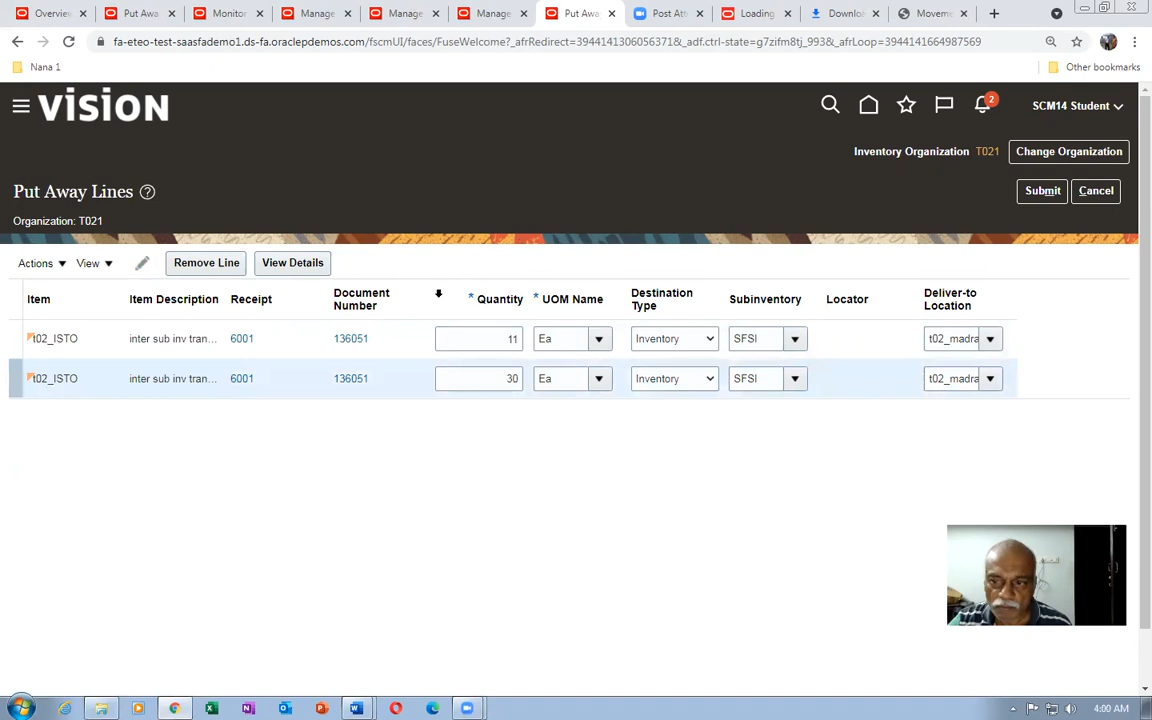 Overvie
Put Awa
Monitor
Manage
Manage
Manage
Put Awa
Post Att
Loading
Downlo
Movem
fa-eteo-test-saasfademo1.ds-fa.oraclepdemos.com/fscmUI/faces/FuseWelcome?_afrRedirect=3944141306056371&_adf.ctrl-state=g7zifm8tj_993&_afrLoop=3944141664987569
Nana 1
Other bookmarks
VISION
2
SCM14 Student
Inventory Organization T021 Change Organization
Put Away Lines ?
Submit Cancel
Organization: T021
Actions View Remove Line View Details
Item Item Description Receipt Document Number * Quantity * UOM Name Destination Type Subinventory Locator Deliver-to Location
t02_ISTO inter sub inv tran... 6001 136051 11 Ea Inventory SFSI t02_madra
t02_ISTO inter sub inv tran... 6001 136051 30 Ea Inventory SFSI t02_madra
4:00 AM